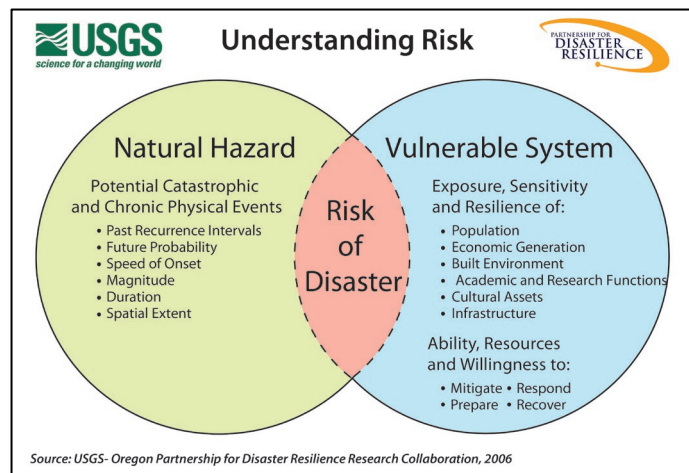 USGS
science for a changing world
Understanding Risk
PARTNERSHIP FOR
DISASTER
RESILIENCE
Natural Hazard
Potential Catastrophic
and Chronic Physical Events
• Past Recurrence Intervals
• Future Probability
• Speed of Onset
• Magnitude
• Duration
• Spatial Extent
Risk
of
Disaster
Vulnerable System
Exposure, Sensitivity
and Resilience of:
• Population
• Economic Generation
• Built Environment
• Academic and Research Functions
• Cultural Assets
• Infrastructure
Ability, Resources
and Willingness to:
• Mitigate • Respond
• Prepare • Recover
Source: USGS- Oregon Partnership for Disaster Resilience Research Collaboration, 2006